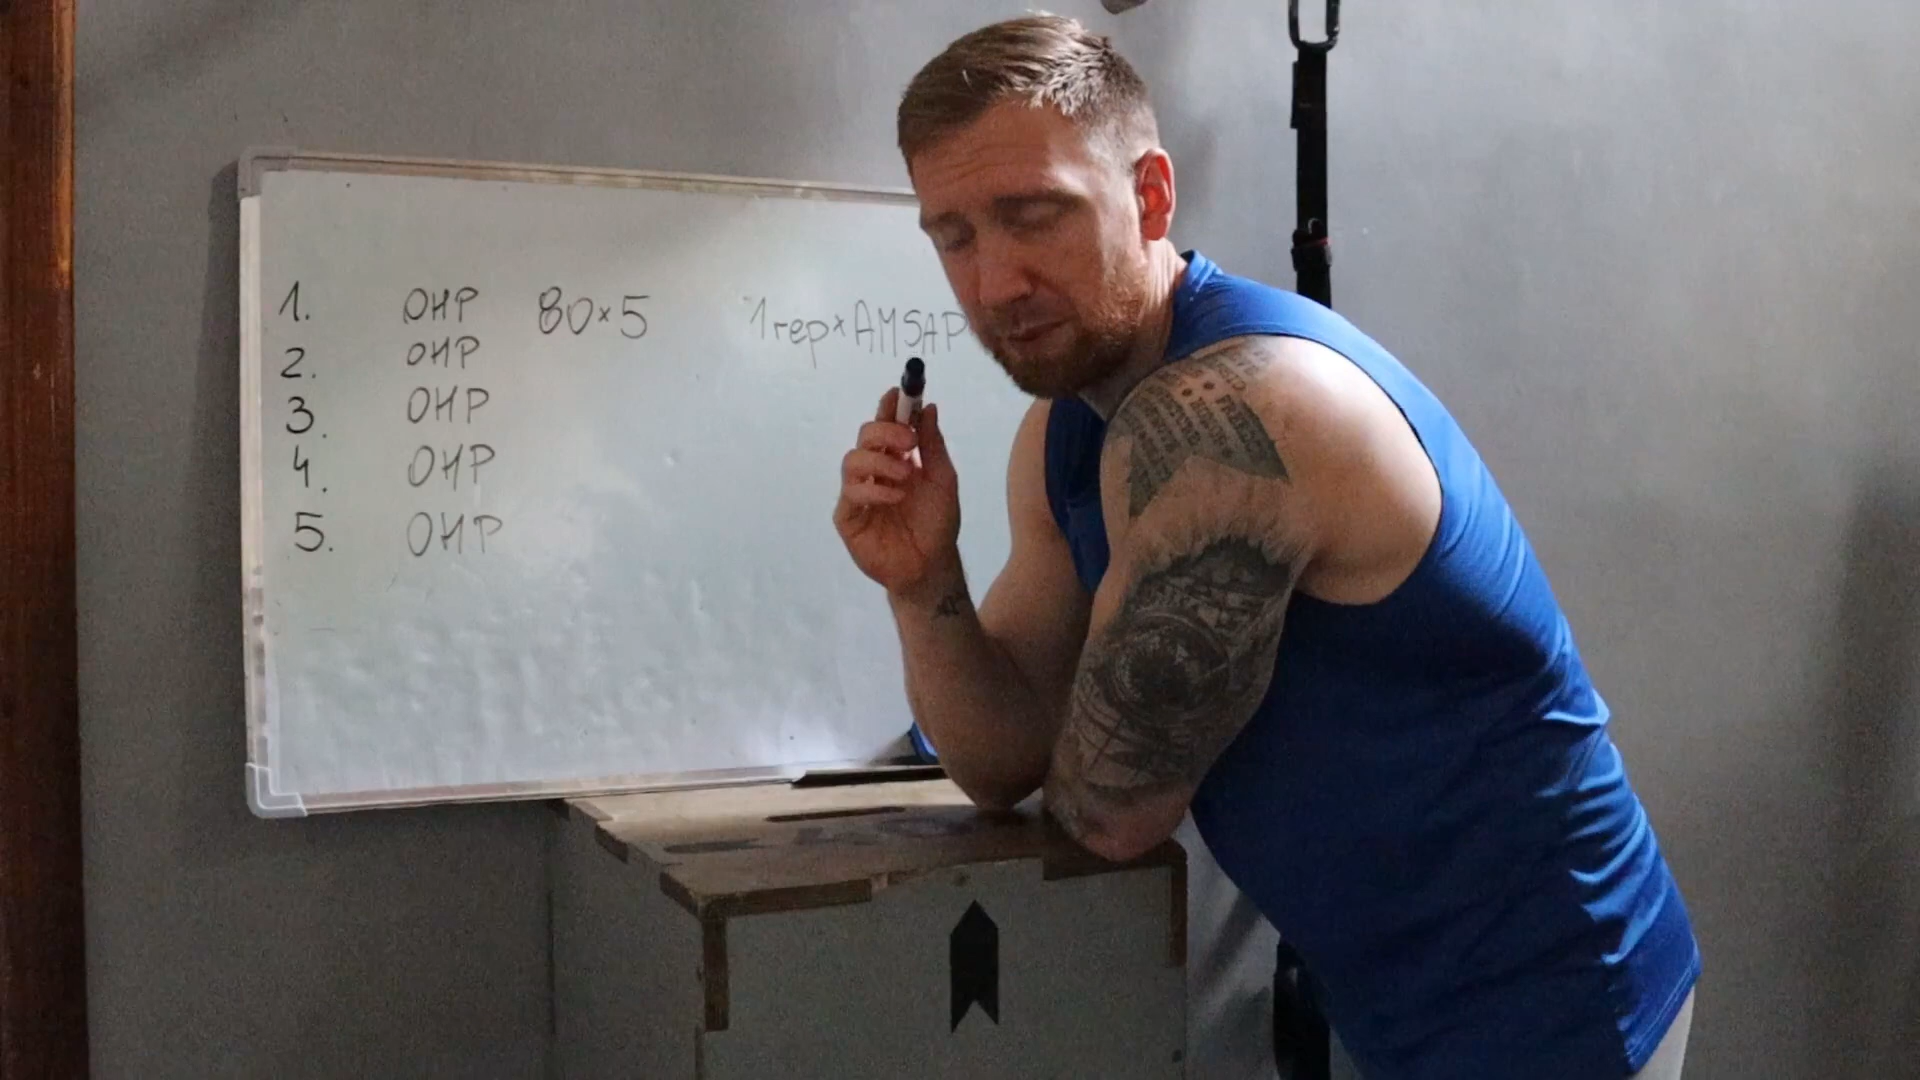 1. OHP 80×5 1rep×AMSAP
2. OHP
3. OHP
4. OHP
5. OHP